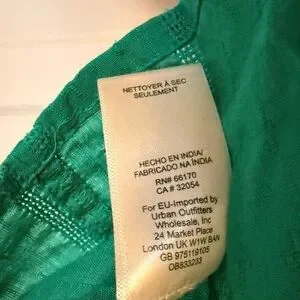 NETTOYER À SEC
SEULEMENT
HECHO EN INDIA/
FABRICADO NA ÍNDIA
RN# 66170
CA # 32054
For EU-Imported by
Urban Outfitters
Wholesale, Inc
24 Market Place
London UK W1W 8AN
GB 975119105
OB833233